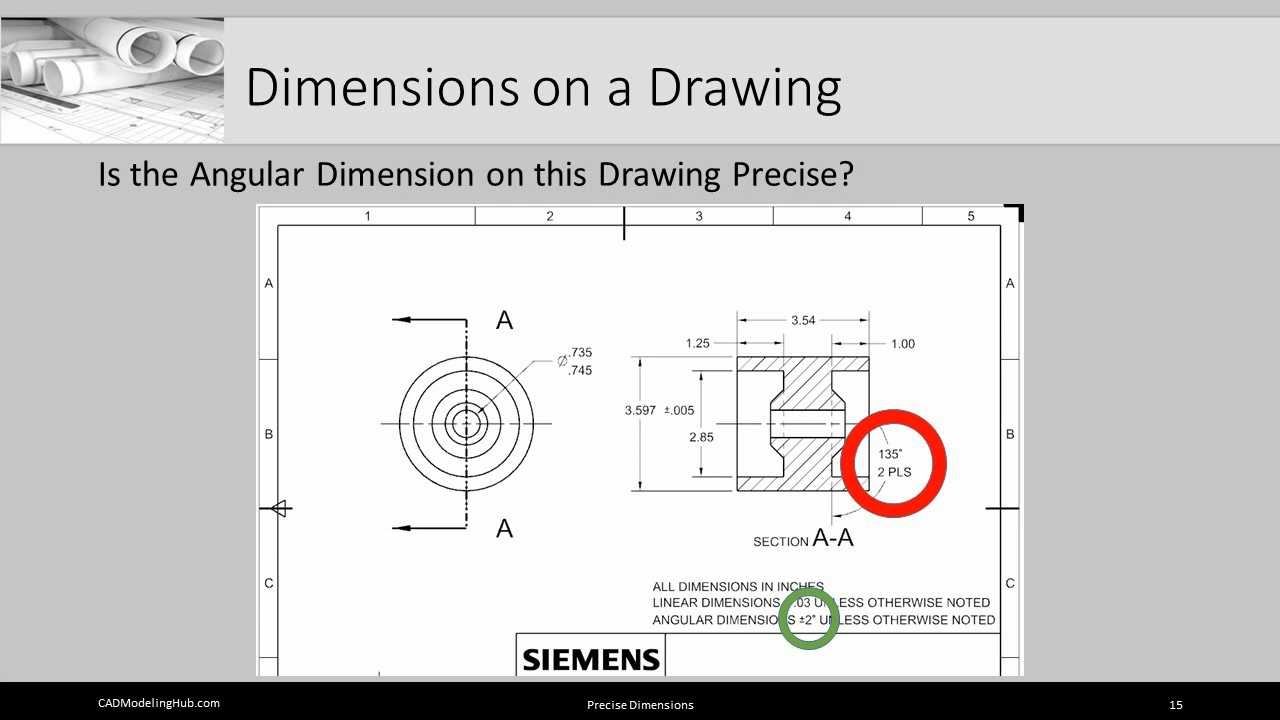 Dimensions on a Drawing
Is the Angular Dimension on this Drawing Precise?
1 2 3 4 5
A A
A
3.54
1.25 1.00
⌀ .735
.745
3.597 ±.005
2.85
B B
135°
2 PLS
A
SECTION A-A
C C
ALL DIMENSIONS IN INCHES
LINEAR DIMENSIONS .03 UNLESS OTHERWISE NOTED
ANGULAR DIMENSIONS ±2° UNLESS OTHERWISE NOTED
SIEMENS
CADModelingHub.com Precise Dimensions 15